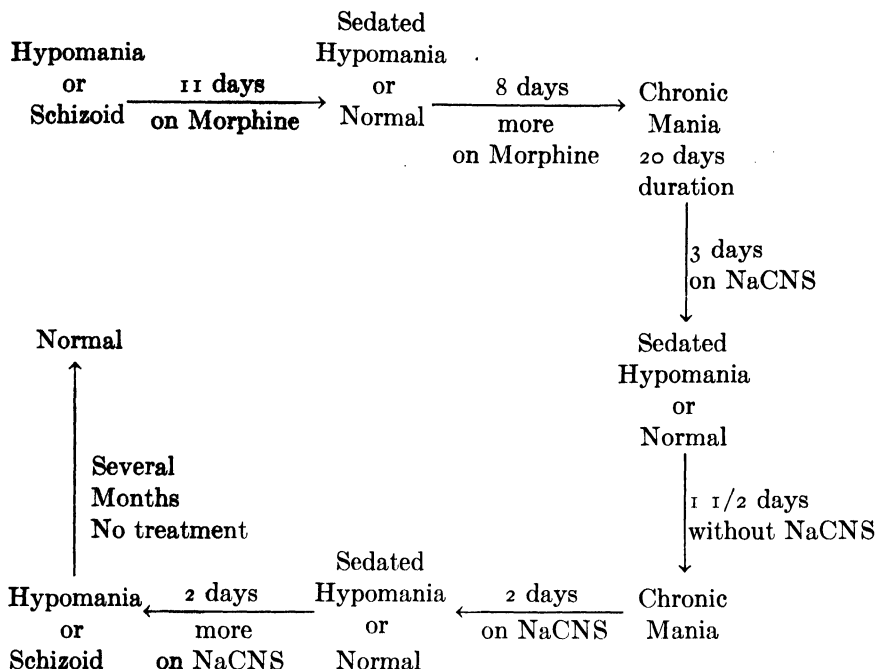 Hypomania
or
Schizoid
11 days
on Morphine
Sedated
Hypomania
or
Normal
8 days
more
on Morphine
Chronic
Mania
20 days
duration
3 days
on NaCNS
Sedated
Hypomania
or
Normal
1 1/2 days
without NaCNS
Chronic
Mania
2 days
on NaCNS
Sedated
Hypomania
or
Normal
2 days
more
on NaCNS
Hypomania
or
Schizoid
Several
Months
No treatment
Normal